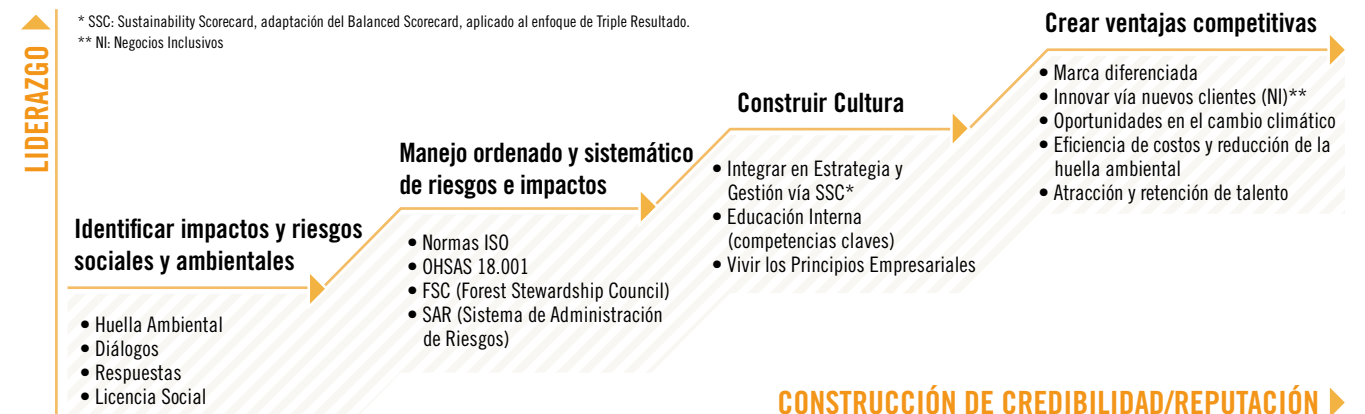 * SSC: Sustainability Scorecard, adaptación del Balanced Scorecard, aplicado al enfoque de Triple Resultado.
** NI: Negocios Inclusivos
LIDERAZGO
Identificar impactos y riesgos
sociales y ambientales
• Huella Ambiental
• Diálogos
• Respuestas
• Licencia Social
Manejo ordenado y sistemático
de riesgos e impactos
• Normas ISO
• OHSAS 18.001
• FSC (Forest Stewardship Council)
• SAR (Sistema de Administración
de Riesgos)
Construir Cultura
• Integrar en Estrategia y
Gestión vía SSC*
• Educación Interna
(competencias claves)
• Vivir los Principios Empresariales
Crear ventajas competitivas
• Marca diferenciada
• Innovar vía nuevos clientes (NI)**
• Oportunidades en el cambio climático
• Eficiencia de costos y reducción de la
huella ambiental
• Atracción y retención de talento
CONSTRUCCIÓN DE CREDIBILIDAD/REPUTACIÓN